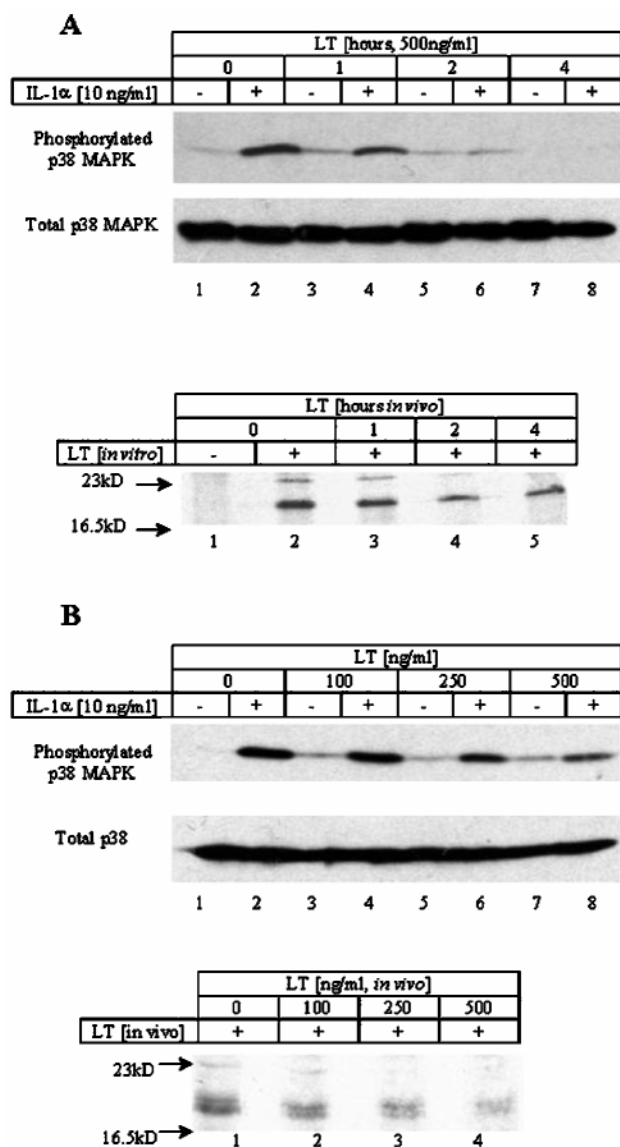 A
LT [hours, 500ng/ml]
0 1 2 4
IL-1α [10 ng/ml] - + - + - + - +
Phosphorylated
p38 MAPK
Total p38 MAPK
1 2 3 4 5 6 7 8
LT [hours in vivo]
0 1 2 4
LT [in vitro] - + + + +
23kD
16.5kD
1 2 3 4 5
B
LT [ng/ml]
0 100 250 500
IL-1α [10 ng/ml] - + - + - + - +
Phosphorylated
p38 MAPK
Total p38
1 2 3 4 5 6 7 8
LT [ng/ml, in vivo]
0 100 250 500
LT [in vivo] + + + +
23kD
16.5kD
1 2 3 4